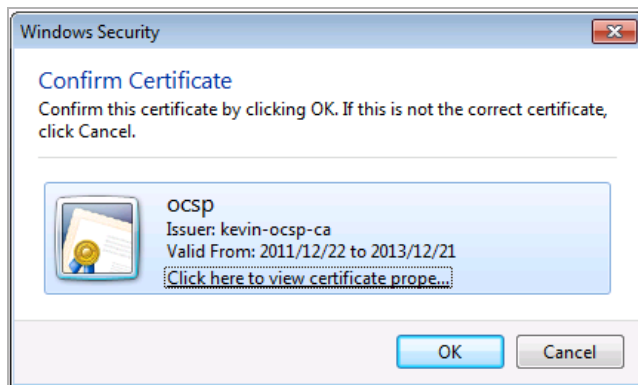 Windows Security
Confirm Certificate
Confirm this certificate by clicking OK. If this is not the correct certificate,
click Cancel.
ocsp
Issuer: kevin-ocsp-ca
Valid From: 2011/12/22 to 2013/12/21
Click here to view certificate prope...
OK
Cancel